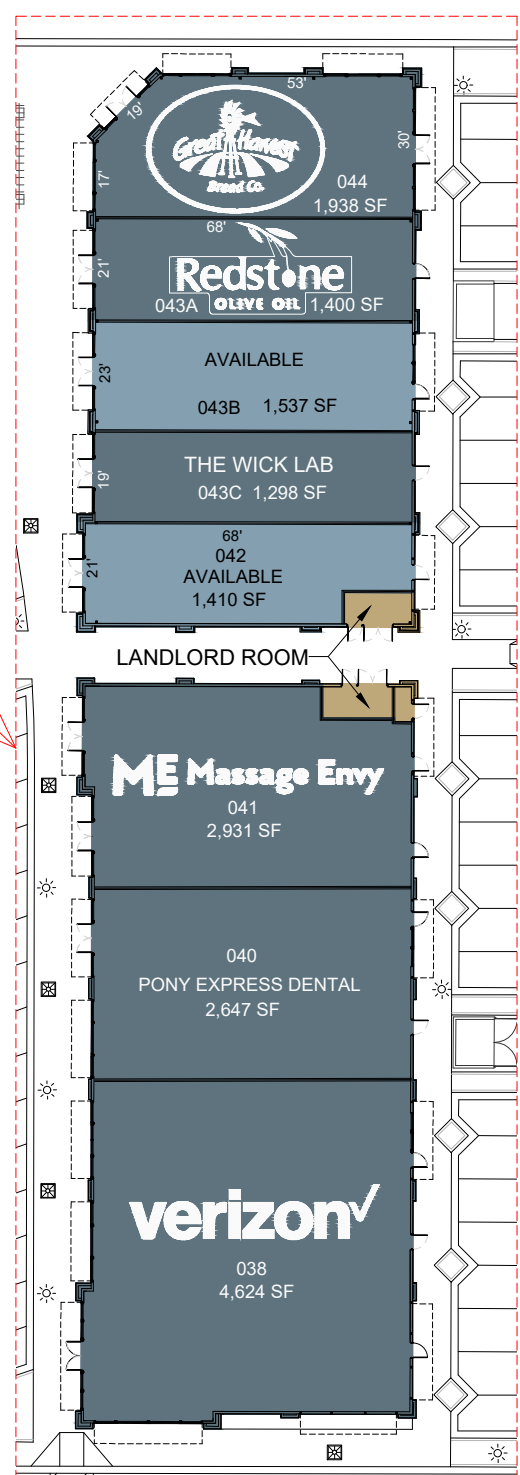 53'
19'
Great Harvest
Bread Co.
17'
30'
044
1,938 SF
68'
21'
Redstone
OLIVE OIL
043A
1,400 SF
AVAILABLE
23'
043B 1,537 SF
THE WICK LAB
19'
043C 1,298 SF
68'
042
21'
AVAILABLE
1,410 SF
LANDLORD ROOM
ME Massage Envy
041
2,931 SF
040
PONY EXPRESS DENTAL
2,647 SF
verizon
038
4,624 SF